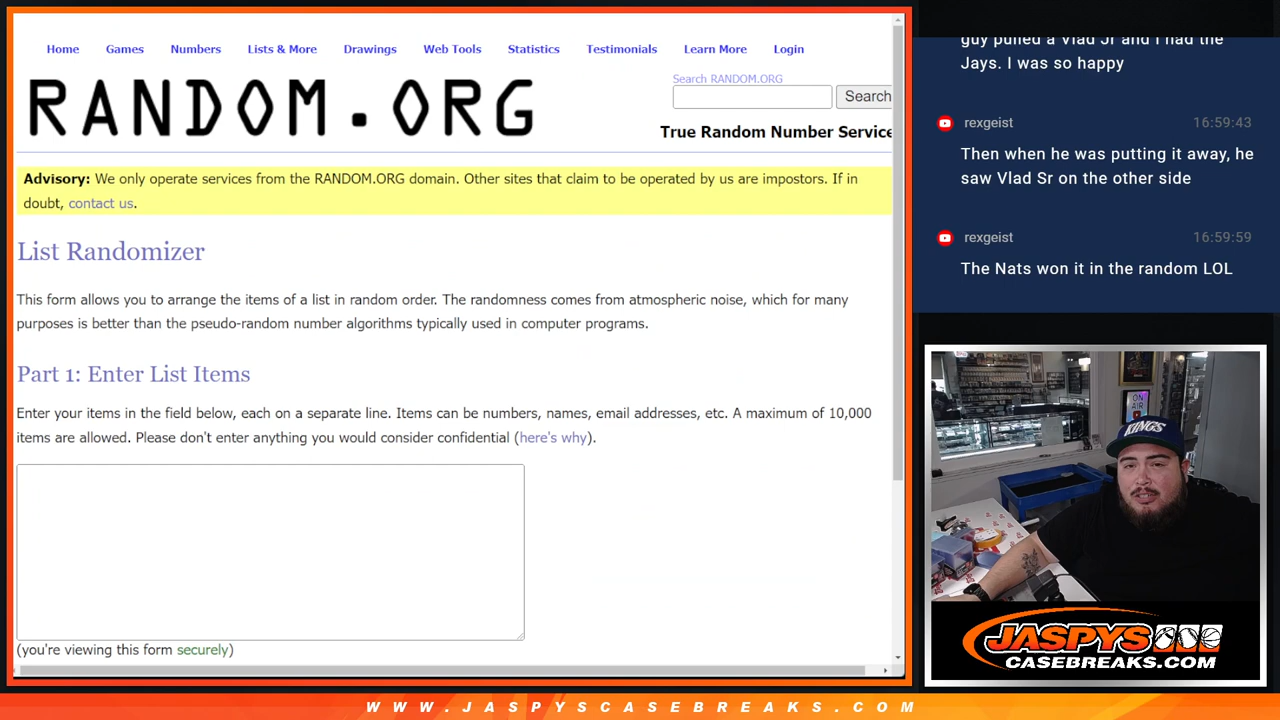 Home Games Numbers Lists & More Drawings Web Tools Statistics Testimonials Learn More Login
RANDOM.ORG
Search RANDOM.ORG
Search
True Random Number Service
Advisory: We only operate services from the RANDOM.ORG domain. Other sites that claim to be operated by us are impostors. If in
doubt, contact us.
List Randomizer
This form allows you to arrange the items of a list in random order. The randomness comes from atmospheric noise, which for many
purposes is better than the pseudo-random number algorithms typically used in computer programs.
Part 1: Enter List Items
Enter your items in the field below, each on a separate line. Items can be numbers, names, email addresses, etc. A maximum of 10,000
items are allowed. Please don't enter anything you would consider confidential (here's why).
(you're viewing this form securely)
guy pulled a Vlad Jr and I had the
Jays. I was so happy
rexgeist 16:59:43
Then when he was putting it away, he
saw Vlad Sr on the other side
rexgeist 16:59:59
The Nats won it in the random LOL
ON AIR
KINGS
JASPYS
CASEBREAKS.COM
WWW.JASPYSCASEBREAKS.COM